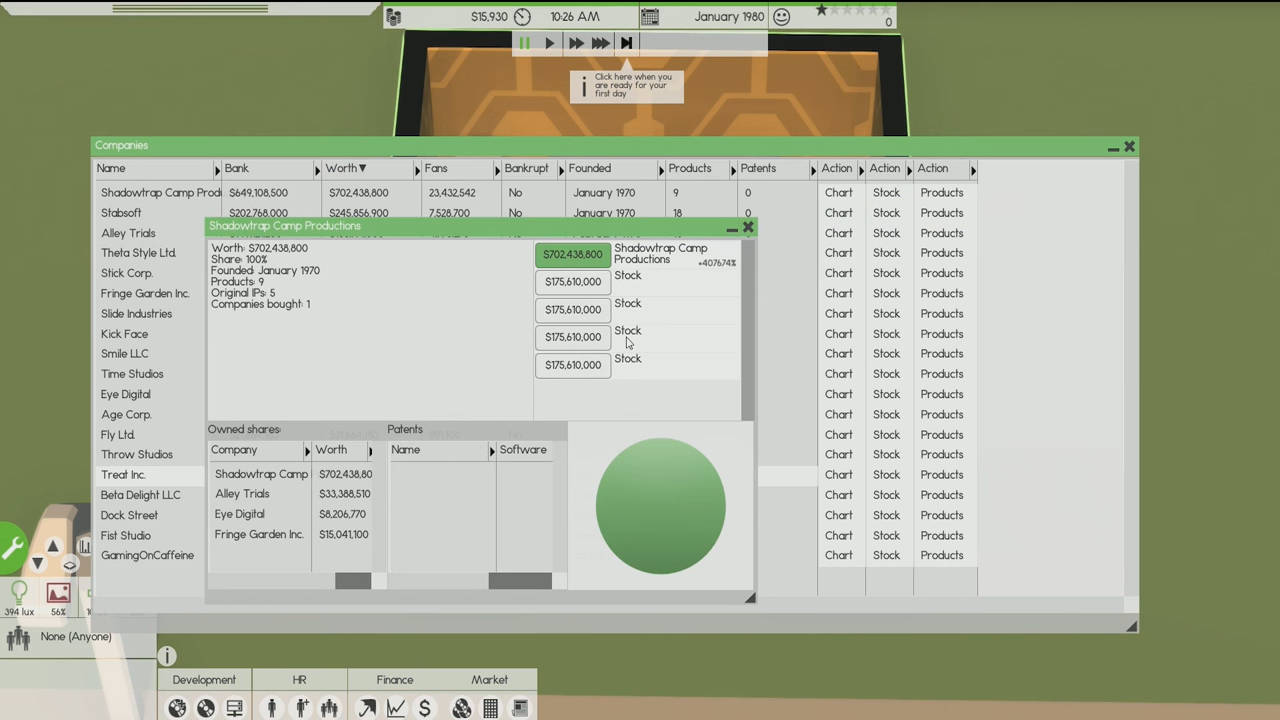 $15,930 10:26 AM January 1980 0
Click here when you
are ready for your
first day
Companies
Name Bank Worth▼ Fans Bankrupt Founded Products Patents Action Action Action
Shadowtrap Camp Produ $649,108,500 $702,438,800 23,432,542 No January 1970 9 0 Chart Stock Products
Stabsoft $202,768,000 $245,856,900 7,528,700 No January 1970 18 0 Chart Stock Products
Alley Trials Chart Stock Products
Theta Style Ltd. Chart Stock Products
Stick Corp. Chart Stock Products
Fringe Garden Inc. Chart Stock Products
Slide Industries Chart Stock Products
Kick Face Chart Stock Products
Smile LLC Chart Stock Products
Time Studios Chart Stock Products
Eye Digital Chart Stock Products
Age Corp. Chart Stock Products
Fly Ltd. Chart Stock Products
Throw Studios Chart Stock Products
Treat Inc. Chart Stock Products
Beta Delight LLC Chart Stock Products
Dock Street Chart Stock Products
Fist Studio Chart Stock Products
GamingOnCaffeine Chart Stock Products
Shadowtrap Camp Productions
Worth: $702,438,800
Share: 100%
Founded: January 1970
Products: 9
Original IPs: 5
Companies bought: 1
$702,438,800 Shadowtrap Camp
Productions +407674%
$175,610,000 Stock
$175,610,000 Stock
$175,610,000 Stock
$175,610,000 Stock
Owned shares
Company Worth
Shadowtrap Camp $702,438,80
Alley Trials $33,388,510
Eye Digital $8,206,770
Fringe Garden Inc. $15,041,100
Patents
Name Software
394 lux 56%
None (Anyone)
Development HR Finance Market